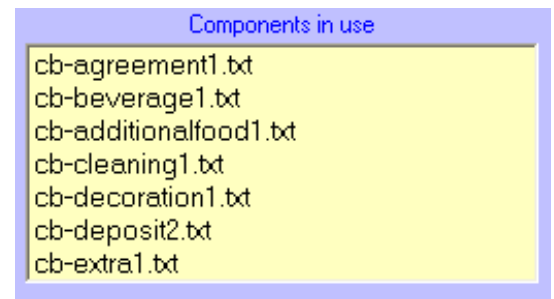 Components in use
cb-agreement1.txt
cb-beverage1.txt
cb-additionalfood1.txt
cb-cleaning1.txt
cb-decoration1.txt
cb-deposit2.txt
cb-extra1.txt